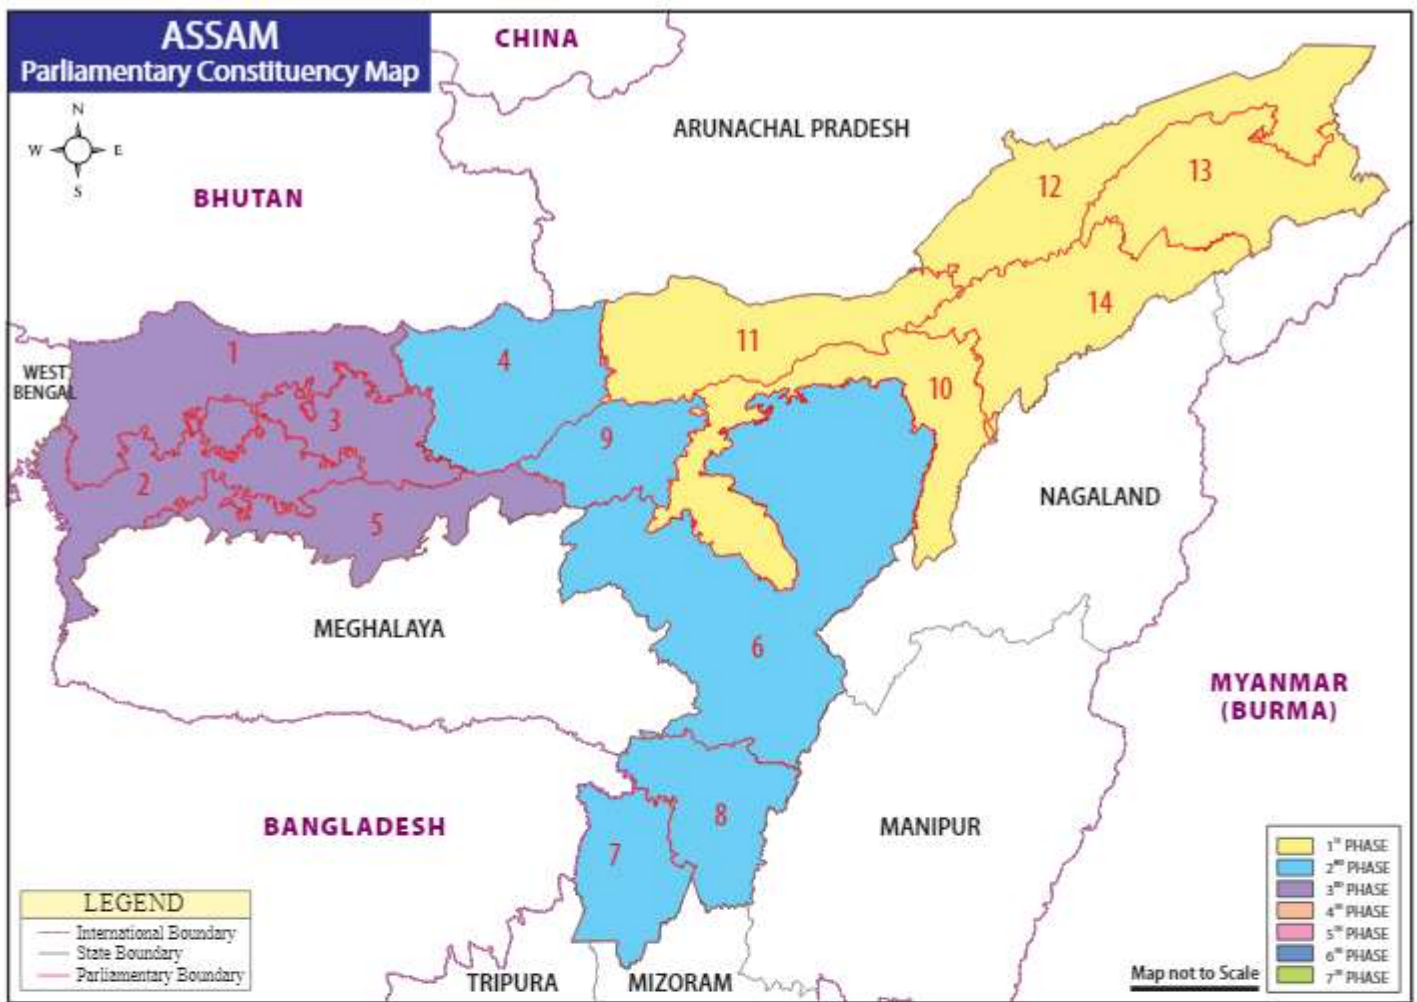 ASSAM
Parliamentary Constituency Map
CHINA
N
W E
S
ARUNACHAL PRADESH
BHUTAN
12
13
14
11
1
4
WEST
BENGAL
10
3
9
2
5
NAGALAND
MEGHALAYA
6
MYANMAR
(BURMA)
BANGLADESH
8
7
MANIPUR
LEGEND
International Boundary
State Boundary
Parliamentary Boundary
TRIPURA
MIZORAM
Map not to Scale
1ST PHASE
2ND PHASE
3RD PHASE
4TH PHASE
5TH PHASE
6TH PHASE
7TH PHASE